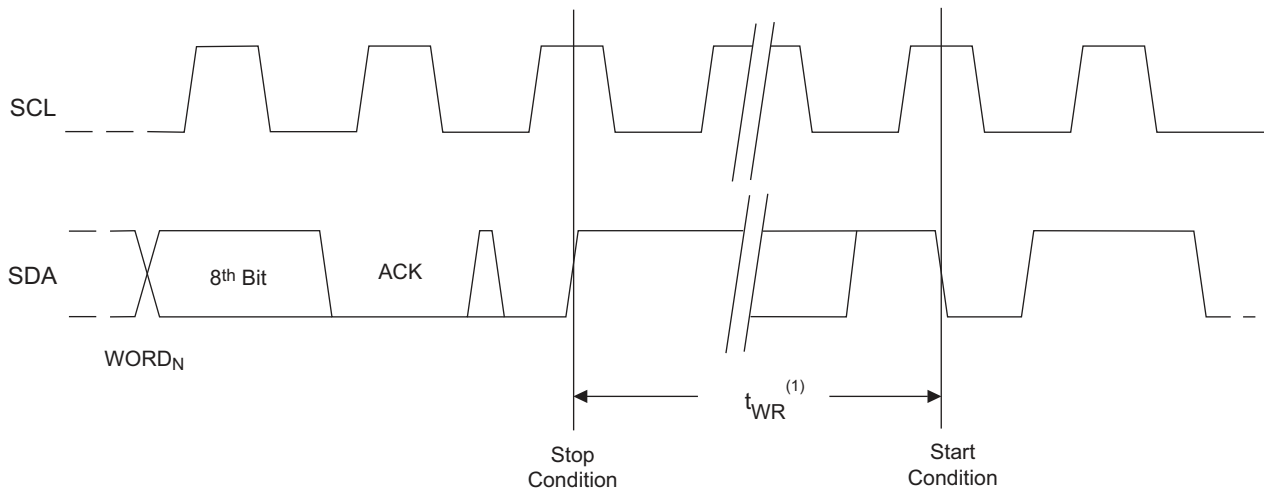 SCL
SDA
8th Bit
ACK
WORDN
tWR(1)
Stop
Condition
Start
Condition